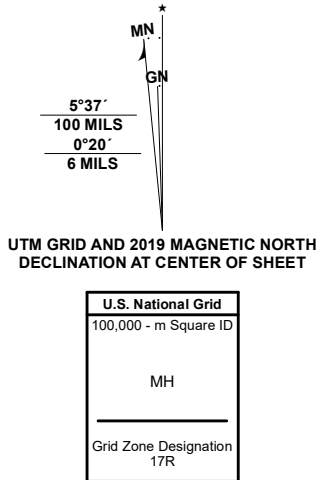 MN
GN
5°37´
100 MILS
0°20´
6 MILS
UTM GRID AND 2019 MAGNETIC NORTH
DECLINATION AT CENTER OF SHEET
U.S. National Grid
100,000 - m Square ID
MH
Grid Zone Designation
17R